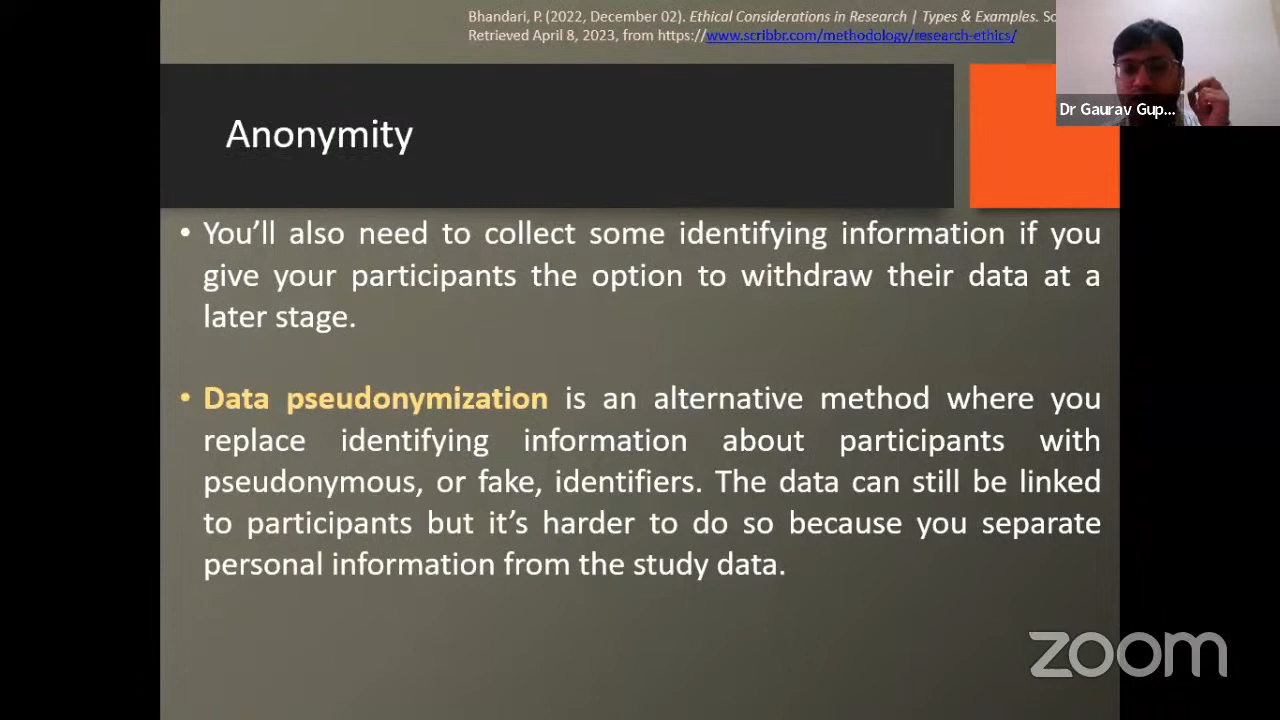 Bhandari, P. (2022, December 02). Ethical Considerations in Research | Types & Examples.
Retrieved April 8, 2023, from https://www.scribbr.com/methodology/research-ethics/
Dr Gaurav Gup...
Anonymity
• You'll also need to collect some identifying information if you
give your participants the option to withdraw their data at a
later stage.
• Data pseudonymization is an alternative method where you
replace identifying information about participants with
pseudonymous, or fake, identifiers. The data can still be linked
to participants but it's harder to do so because you separate
personal information from the study data.
zoom